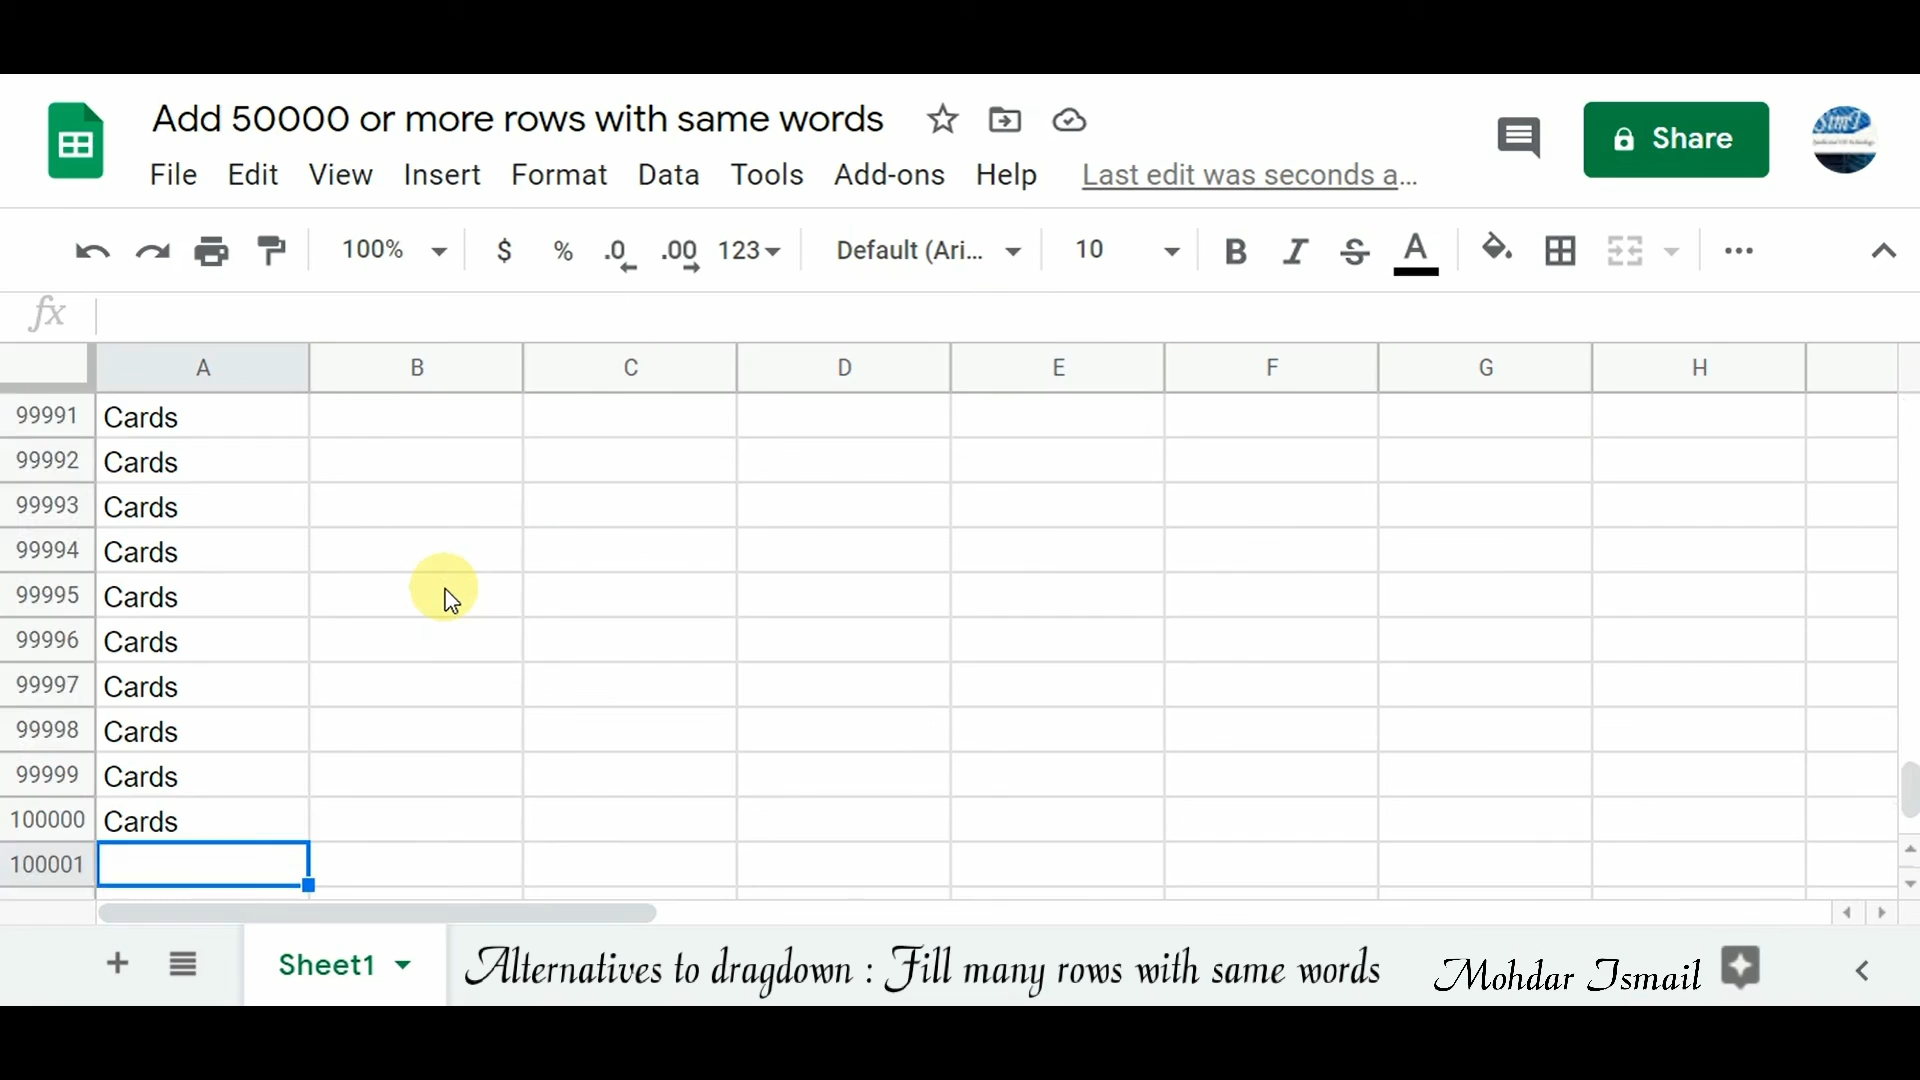 Add 50000 or more rows with same words
Share
File Edit View Insert Format Data Tools Add-ons Help Last edit was seconds a...
100% $ % .0 .00 123 Default (Ari... 10 B I S A
fx
A B C D E F G H
99991 Cards
99992 Cards
99993 Cards
99994 Cards
99995 Cards
99996 Cards
99997 Cards
99998 Cards
99999 Cards
100000 Cards
100001
Sheet1 Alternatives to dragdown : Fill many rows with same words Mohdar Ismail